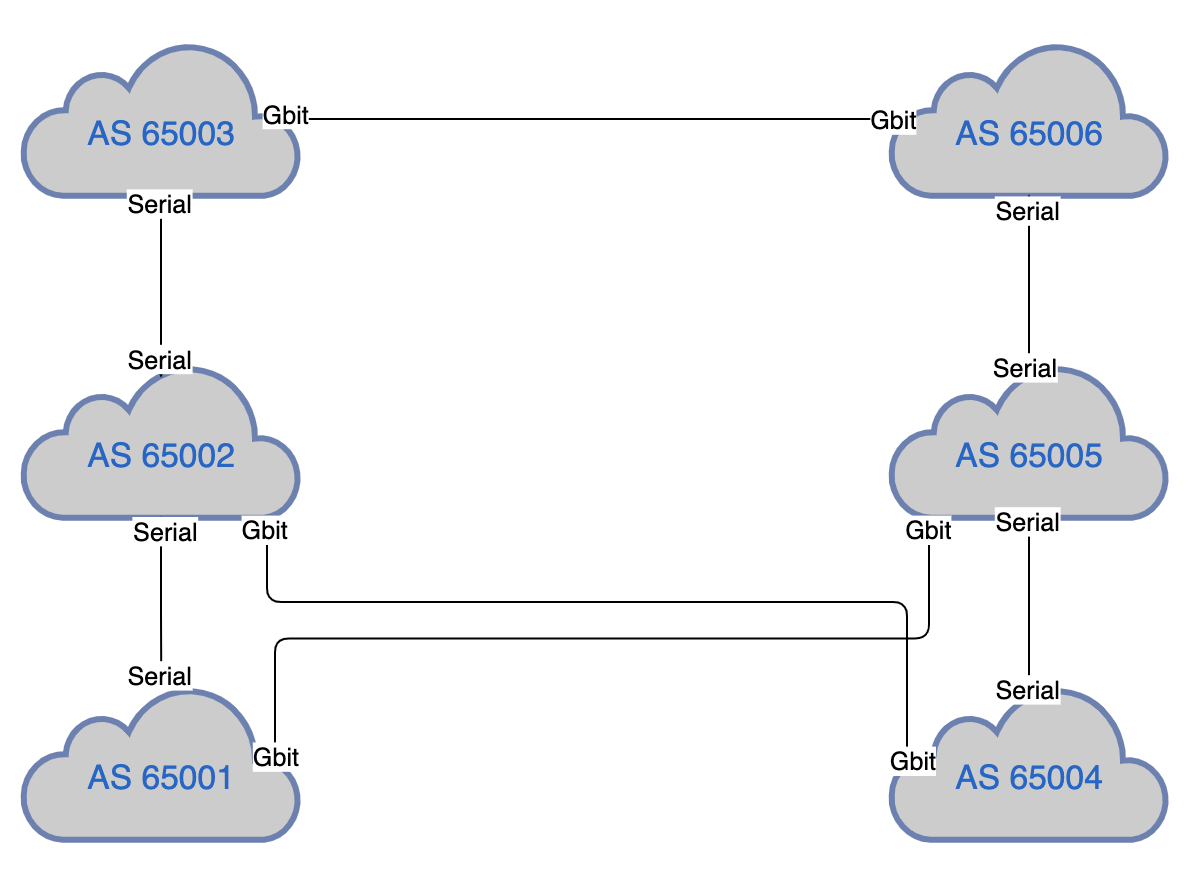 AS 65003
Gbit
Gbit
AS 65006
Serial
Serial
Serial
Serial
AS 65002
AS 65005
Serial
Gbit
Gbit
Serial
Serial
Serial
Gbit
Gbit
AS 65001
AS 65004